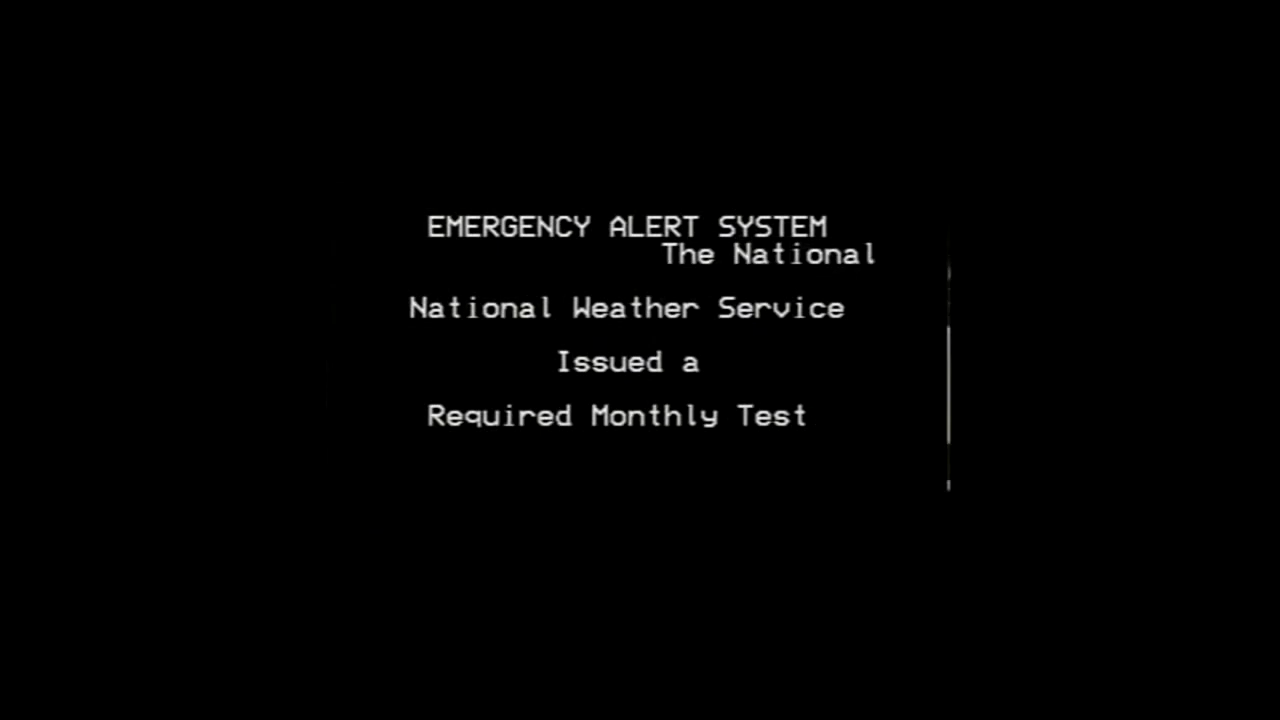 EMERGENCY ALERT SYSTEM
The National
National Weather Service
Issued a
Required Monthly Test